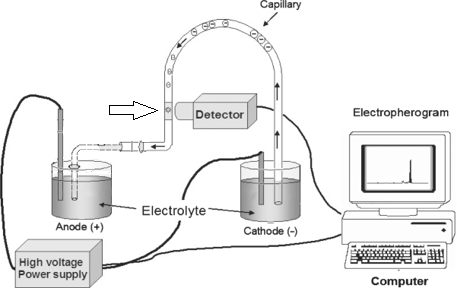 Capillary
Detector
Electropherogram
Electrolyte
Anode (+)
Cathode (-)
High voltage
Power supply
Computer